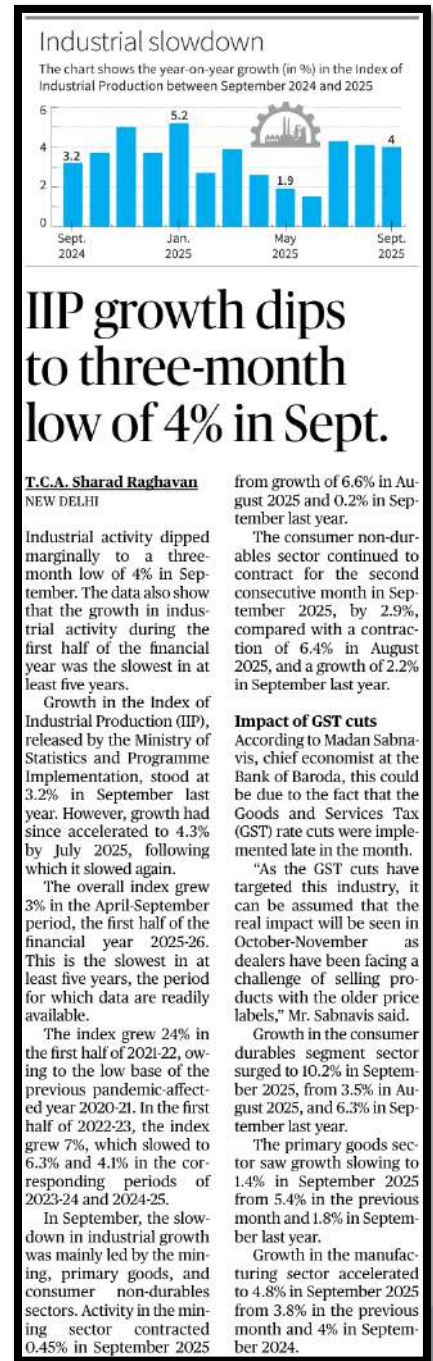 Industrial slowdown
The chart shows the year-on-year growth (in %) in the Index of
Industrial Production between September 2024 and 2025
6
4
2
0
3.2
5.2
1.9
4
Sept.
2024
Jan.
2025
May
2025
Sept.
2025
IIP growth dips
to three-month
low of 4% in Sept.
T.C.A. Sharad Raghavan
NEW DELHI
Industrial activity dipped
marginally to a three-
month low of 4% in Sep-
tember. The data also show
that the growth in indus-
trial activity during the
first half of the financial
year was the slowest in at
least five years.
Growth in the Index of
Industrial Production (IIP),
released by the Ministry of
Statistics and Programme
Implementation, stood at
3.2% in September last
year. However, growth had
since accelerated to 4.3%
by July 2025, following
which it slowed again.
The overall index grew
3% in the April-September
period, the first half of the
financial year 2025-26.
This is the slowest in at
least five years, the period
for which data are readily
available.
The index grew 24% in
the first half of 2021-22, ow-
ing to the low base of the
previous pandemic-affect-
ed year 2020-21. In the first
half of 2022-23, the index
grew 7%, which slowed to
6.3% and 4.1% in the cor-
responding periods of
2023-24 and 2024-25.
In September, the slow-
down in industrial growth
was mainly led by the min-
ing, primary goods, and
consumer non-durables
sectors. Activity in the min-
ing sector contracted
0.45% in September 2025
from growth of 6.6% in Au-
gust 2025 and 0.2% in Sep-
tember last year.
The consumer non-dur-
ables sector continued to
contract for the second
consecutive month in Sep-
tember 2025, by 2.9%,
compared with a contrac-
tion of 6.4% in August
2025, and a growth of 2.2%
in September last year.
Impact of GST cuts
According to Madan Sabna-
vis, chief economist at the
Bank of Baroda, this could
be due to the fact that the
Goods and Services Tax
(GST) rate cuts were imple-
mented late in the month.
"As the GST cuts have
targeted this industry, it
can be assumed that the
real impact will be seen in
October-November as
dealers have been facing a
challenge of selling pro-
ducts with the older price
labels," Mr. Sabnavis said.
Growth in the consumer
durables segment sector
surged to 10.2% in Septem-
ber 2025, from 3.5% in Au-
gust 2025, and 6.3% in Sep-
tember last year.
The primary goods sec-
tor saw growth slowing to
1.4% in September 2025
from 5.4% in the previous
month and 1.8% in Septem-
ber last year.
Growth in the manufac-
turing sector accelerated
to 4.8% in September 2025
from 3.8% in the previous
month and 4% in Septem-
ber 2024.